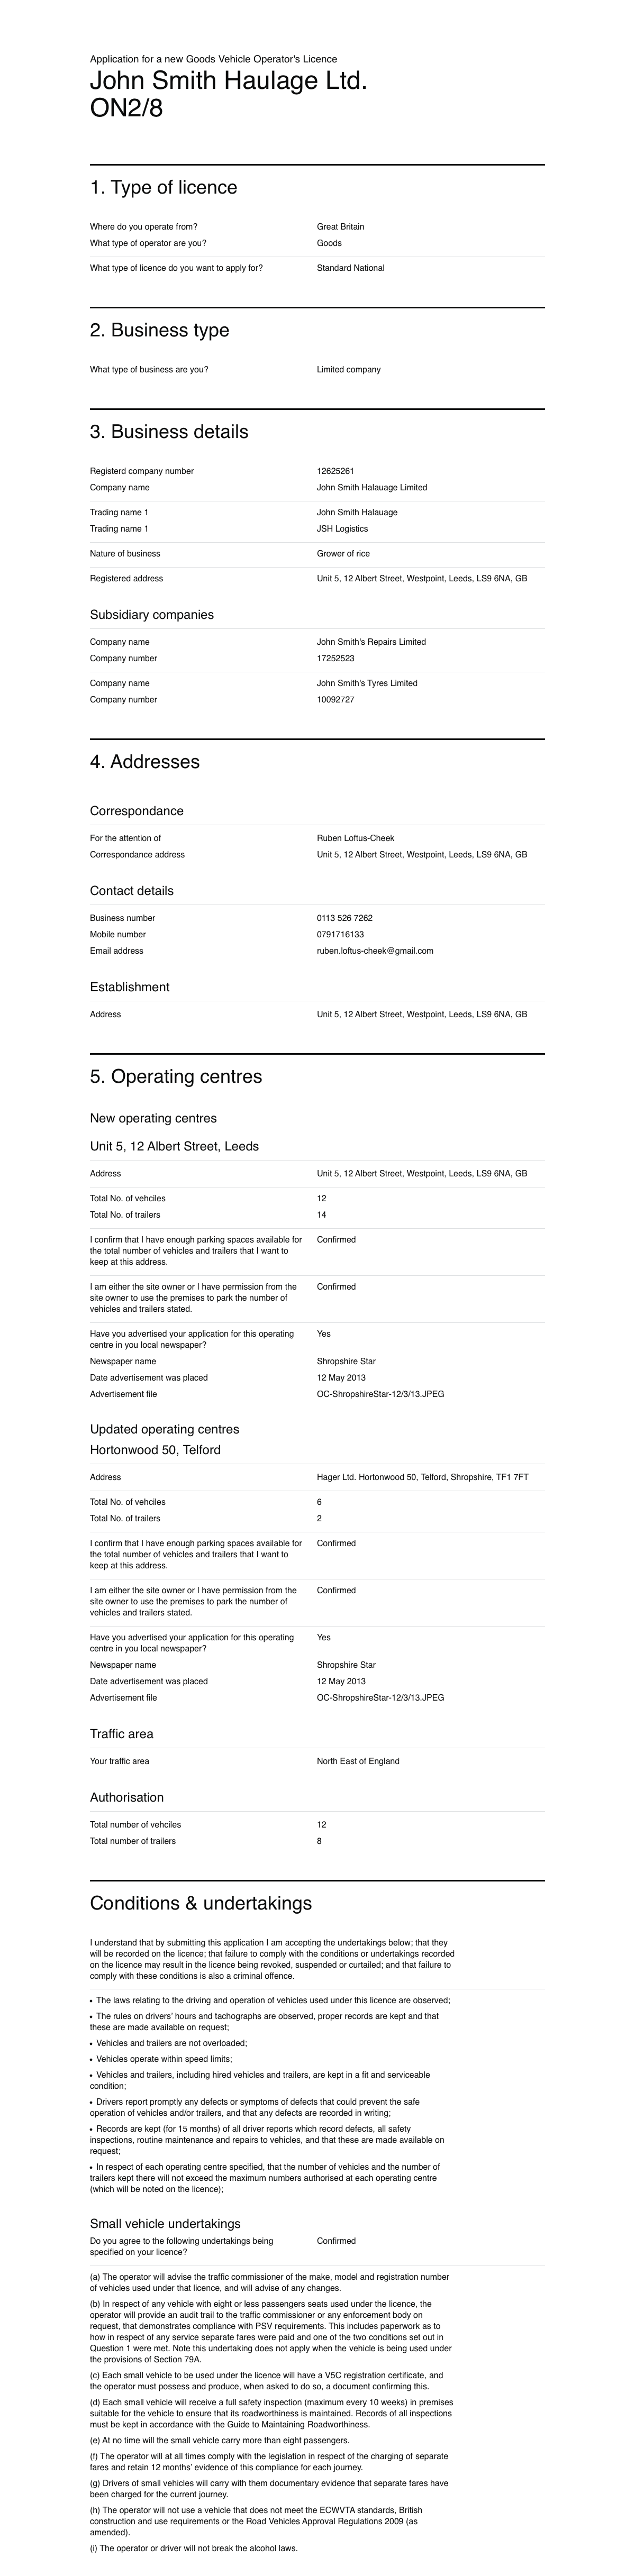 Application for a new Goods Vehicle Operator's Licence
John Smith Haulage Ltd.
ON2/8
1. Type of licence
Where do you operate from? Great Britain
What type of operator are you? Goods
What type of licence do you want to apply for? Standard National
2. Business type
What type of business are you? Limited company
3. Business details
Registerd company number 12625261
Company name John Smith Halauage Limited
Trading name 1 John Smith Halauage
Trading name 1 JSH Logistics
Nature of business Grower of rice
Registered address Unit 5, 12 Albert Street, Westpoint, Leeds, LS9 6NA, GB
Subsidiary companies
Company name John Smith's Repairs Limited
Company number 17252523
Company name John Smith's Tyres Limited
Company number 10092727
4. Addresses
Correspondance
For the attention of Ruben Loftus-Cheek
Correspondance address Unit 5, 12 Albert Street, Westpoint, Leeds, LS9 6NA, GB
Contact details
Business number 0113 526 7262
Mobile number 0791716133
Email address ruben.loftus-cheek@gmail.com
Establishment
Address Unit 5, 12 Albert Street, Westpoint, Leeds, LS9 6NA, GB
5. Operating centres
New operating centres
Unit 5, 12 Albert Street, Leeds
Address Unit 5, 12 Albert Street, Westpoint, Leeds, LS9 6NA, GB
Total No. of vehciles 12
Total No. of trailers 14
I confirm that I have enough parking spaces available for Confirmed
the total number of vehicles and trailers that I want to
keep at this address.
I am either the site owner or I have permission from the Confirmed
site owner to use the premises to park the number of
vehicles and trailers stated.
Have you advertised your application for this operating Yes
centre in you local newspaper?
Newspaper name Shropshire Star
Date advertisement was placed 12 May 2013
Advertisement file OC-ShropshireStar-12/3/13.JPEG
Updated operating centres
Hortonwood 50, Telford
Address Hager Ltd. Hortonwood 50, Telford, Shropshire, TF1 7FT
Total No. of vehciles 6
Total No. of trailers 2
I confirm that I have enough parking spaces available for Confirmed
the total number of vehicles and trailers that I want to
keep at this address.
I am either the site owner or I have permission from the Confirmed
site owner to use the premises to park the number of
vehicles and trailers stated.
Have you advertised your application for this operating Yes
centre in you local newspaper?
Newspaper name Shropshire Star
Date advertisement was placed 12 May 2013
Advertisement file OC-ShropshireStar-12/3/13.JPEG
Traffic area
Your traffic area North East of England
Authorisation
Total number of vehciles 12
Total number of trailers 8
Conditions & undertakings
I understand that by submitting this application I am accepting the undertakings below; that they
will be recorded on the licence; that failure to comply with the conditions or undertakings recorded
on the licence may result in the licence being revoked, suspended or curtailed; and that failure to
comply with these conditions is also a criminal offence.
• The laws relating to the driving and operation of vehicles used under this licence are observed;
• The rules on drivers' hours and tachographs are observed, proper records are kept and that
these are made available on request;
• Vehicles and trailers are not overloaded;
• Vehicles operate within speed limits;
• Vehicles and trailers, including hired vehicles and trailers, are kept in a fit and serviceable
condition;
• Drivers report promptly any defects or symptoms of defects that could prevent the safe
operation of vehicles and/or trailers, and that any defects are recorded in writing;
• Records are kept (for 15 months) of all driver reports which record defects, all safety
inspections, routine maintenance and repairs to vehicles, and that these are made available on
request;
• In respect of each operating centre specified, that the number of vehicles and the number of
trailers kept there will not exceed the maximum numbers authorised at each operating centre
(which will be noted on the licence);
Small vehicle undertakings
Do you agree to the following undertakings being Confirmed
specified on your licence?
(a) The operator will advise the traffic commissioner of the make, model and registration number
of vehicles used under that licence, and will advise of any changes.
(b) In respect of any vehicle with eight or less passengers seats used under the licence, the
operator will provide an audit trail to the traffic commissioner or any enforcement body on
request, that demonstrates compliance with PSV requirements. This includes paperwork as to
how in respect of any service separate fares were paid and one of the two conditions set out in
Question 1 were met. Note this undertaking does not apply when the vehicle is being used under
the provisions of Section 79A.
(c) Each small vehicle to be used under the licence will have a V5C registration certificate, and
the operator must possess and produce, when asked to do so, a document confirming this.
(d) Each small vehicle will receive a full safety inspection (maximum every 10 weeks) in premises
suitable for the vehicle to ensure that its roadworthiness is maintained. Records of all inspections
must be kept in accordance with the Guide to Maintaining Roadworthiness.
(e) At no time will the small vehicle carry more than eight passengers.
(f) The operator will at all times comply with the legislation in respect of the charging of separate
fares and retain 12 months' evidence of this compliance for each journey.
(g) Drivers of small vehicles will carry with them documentary evidence that separate fares have
been charged for the current journey.
(h) The operator will not use a vehicle that does not meet the ECWVTA standards, British
construction and use requirements or the Road Vehicles Approval Regulations 2009 (as
amended).
(i) The operator or driver will not break the alcohol laws.